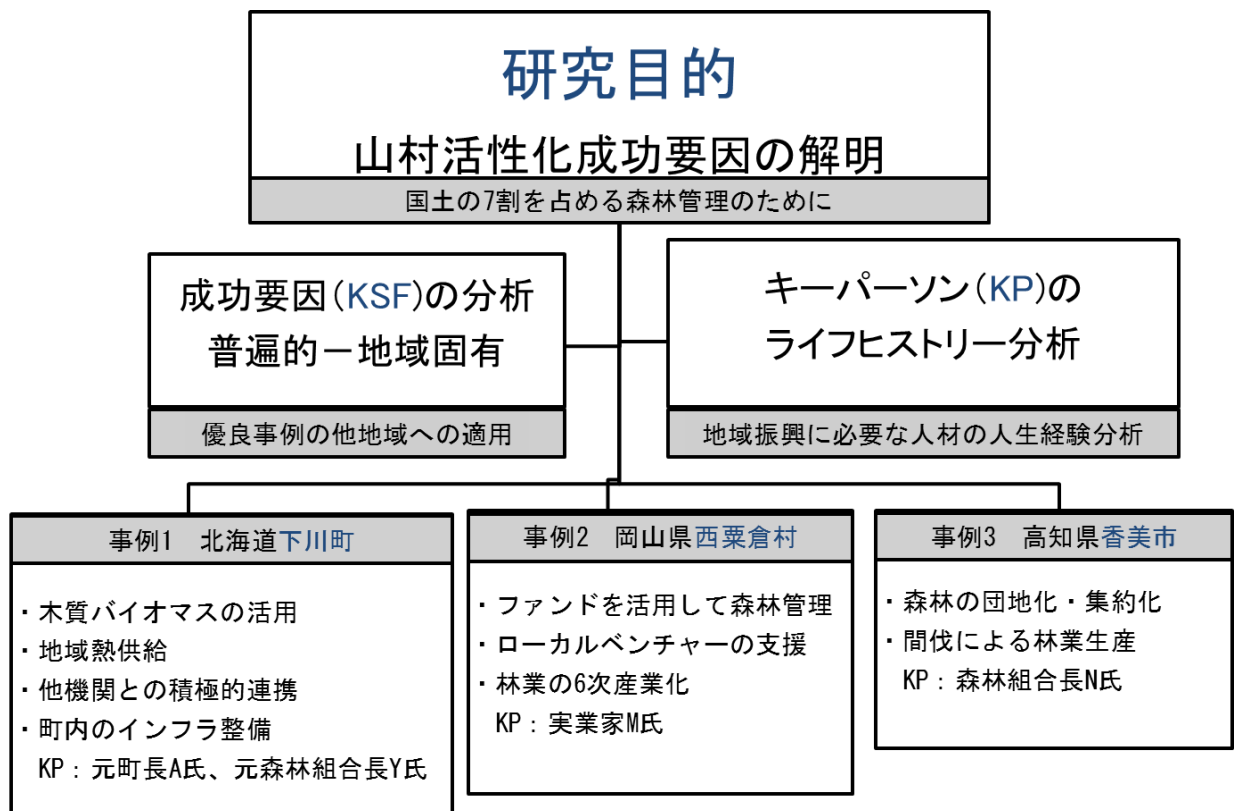 研究目的
山村活性化成功要因の解明
国土の7割を占める森林管理のために
成功要因(KSF)の分析
普遍的－地域固有
優良事例の他地域への適用
キーパーソン(KP)の
ライフヒストリー分析
地域振興に必要な人材の人生経験分析
事例1　北海道下川町
・木質バイオマスの活用
・地域熱供給
・他機関との積極的連携
・町内のインフラ整備
KP：元町長A氏、元森林組合長Y氏
事例2　岡山県西粟倉村
・ファンドを活用して森林管理
・ローカルベンチャーの支援
・林業の6次産業化
KP：実業家M氏
事例3　高知県香美市
・森林の団地化・集約化
・間伐による林業生産
KP：森林組合長N氏